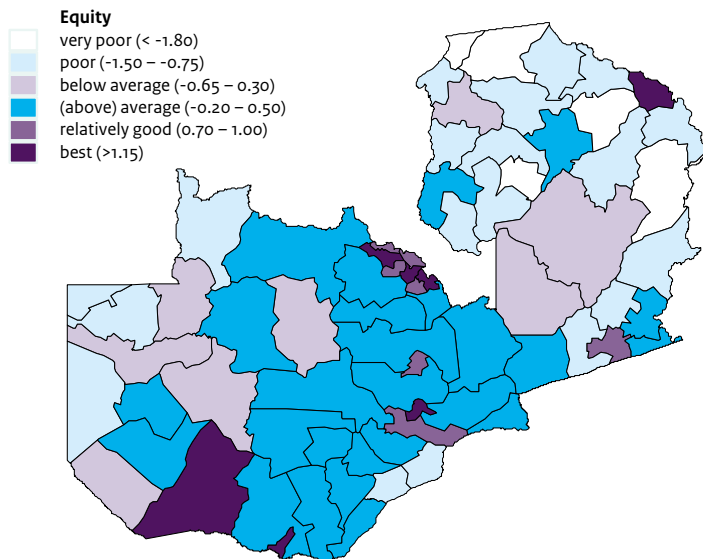 Equity
very poor (< -1.80)
poor (-1.50 – -0.75)
below average (-0.65 – 0.30)
(above) average (-0.20 – 0.50)
relatively good (0.70 – 1.00)
best (>1.15)